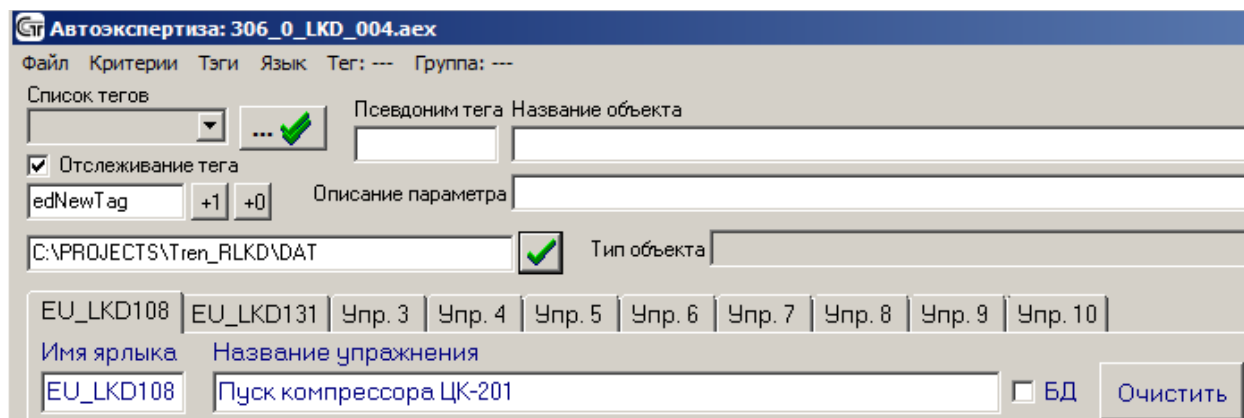 Автоэкспертиза: 306_0_LKD_004.aex
Файл Критерии Тэги Язык Тег: --- Группа: ---
Список тегов
... Псевдоним тега Название объекта
Отслеживание тега
edNewTag +1 +0 Описание параметра
C:\PROJECTS\Tren_RLKD\DAT Тип объекта
EU_LKD108 EU_LKD131 Упр. 3 Упр. 4 Упр. 5 Упр. 6 Упр. 7 Упр. 8 Упр. 9 Упр. 10
Имя ярлыка Название упражнения
EU_LKD108 Пуск компрессора ЦК-201 БД Очистить